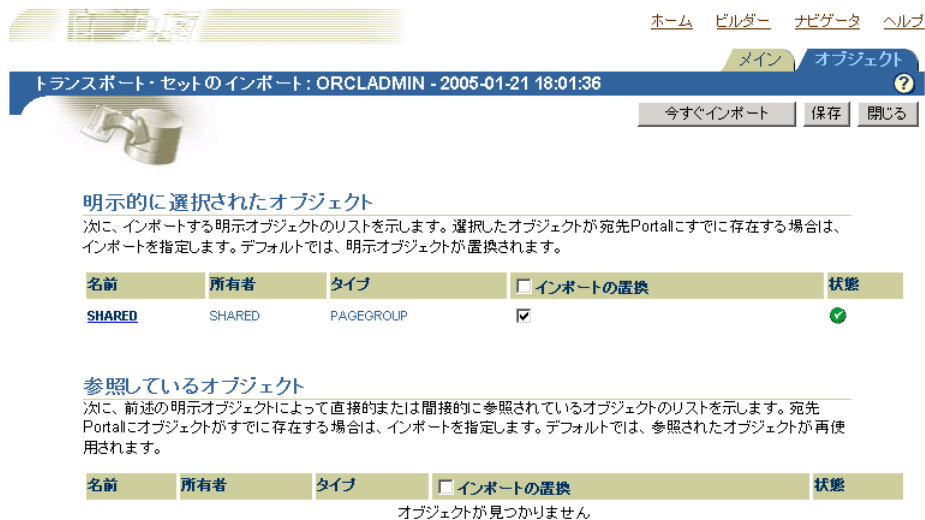 ホーム ビルダー ナビゲータ ヘルプ
メイン オブジェクト
トランスポート・セットのインポート: ORCLADMIN - 2005-01-21 18:01:36 ?
今すぐインポート 保存 閉じる
明示的に選択されたオブジェクト
次に、インポートする明示オブジェクトのリストを示します。選択したオブジェクトが宛先Portalにすでに存在する場合は、
インポートを指定します。デフォルトでは、明示オブジェクトが置換されます。
名前 所有者 タイプ インポートの置換 状態
SHARED SHARED PAGEGROUP
参照しているオブジェクト
次に、前述の明示オブジェクトによって直接的または間接的に参照されているオブジェクトのリストを示します。宛先
Portalにオブジェクトがすでに存在する場合は、インポートを指定します。デフォルトでは、参照されたオブジェクトが再使
用されます。
名前 所有者 タイプ インポートの置換 状態
オブジェクトが見つかりません